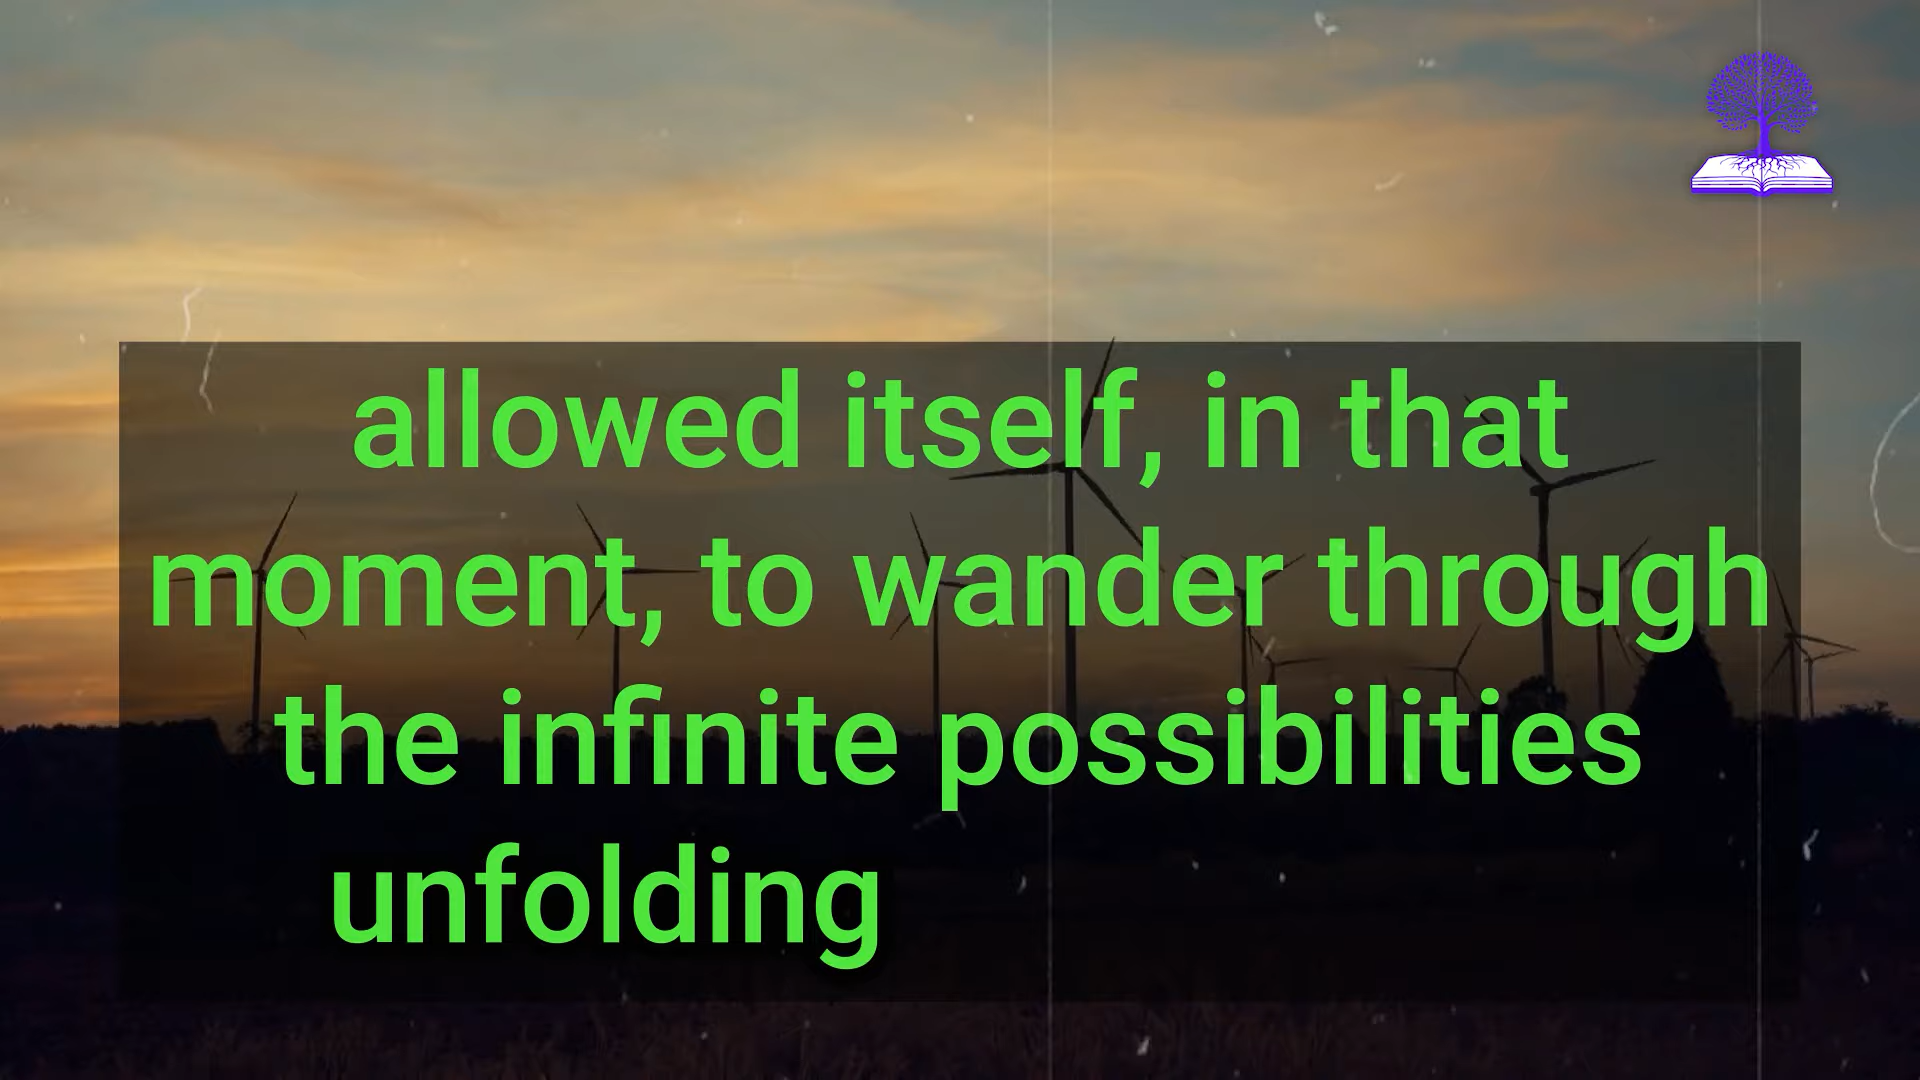 allowed itself, in that
moment, to wander through
the infinite possibilities
unfolding